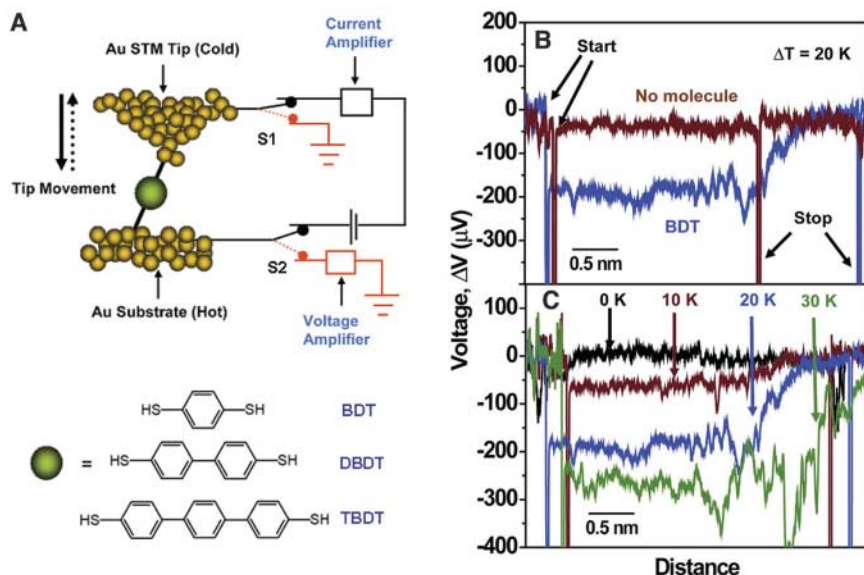 A
Au STM Tip (Cold)
Current
Amplifier
S1
Tip Movement
S2
Au Substrate (Hot)
Voltage
Amplifier
HS
SH
BDT
=
HS
SH
DBDT
HS
SH
TBDT
Voltage, ΔV (μV)
B
Start
ΔT = 20 K
No molecule
BDT
Stop
0.5 nm
200
100
0
-100
-200
-300
C
0 K
10 K
20 K
30 K
0.5 nm
100
0
-100
-200
-300
-400
Distance